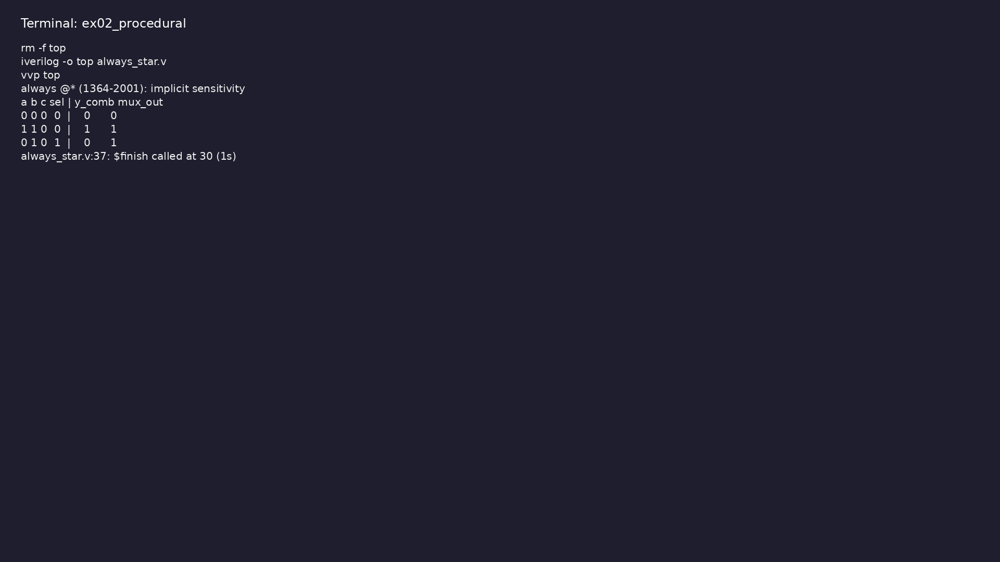 Terminal: ex02_procedural
rm -f top
iverilog -o top always_star.v
vvp top
always @* (1364-2001): implicit sensitivity
a b c sel | y_comb mux_out
0 0 0  0  |    0      0
1 1 0  0  |    1      1
0 1 0  1  |    0      1
always_star.v:37: $finish called at 30 (1s)